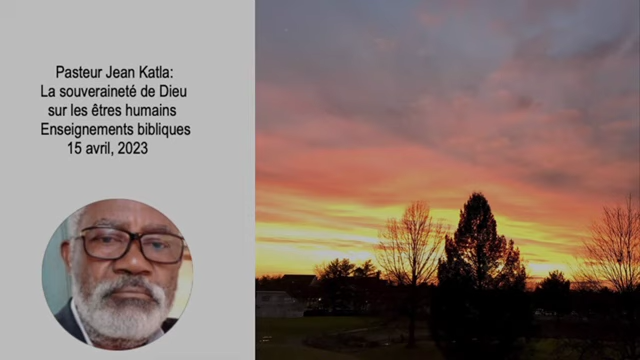 Pasteur Jean Katla:
La souveraineté de Dieu
sur les êtres humains
Enseignements bibliques
15 avril, 2023